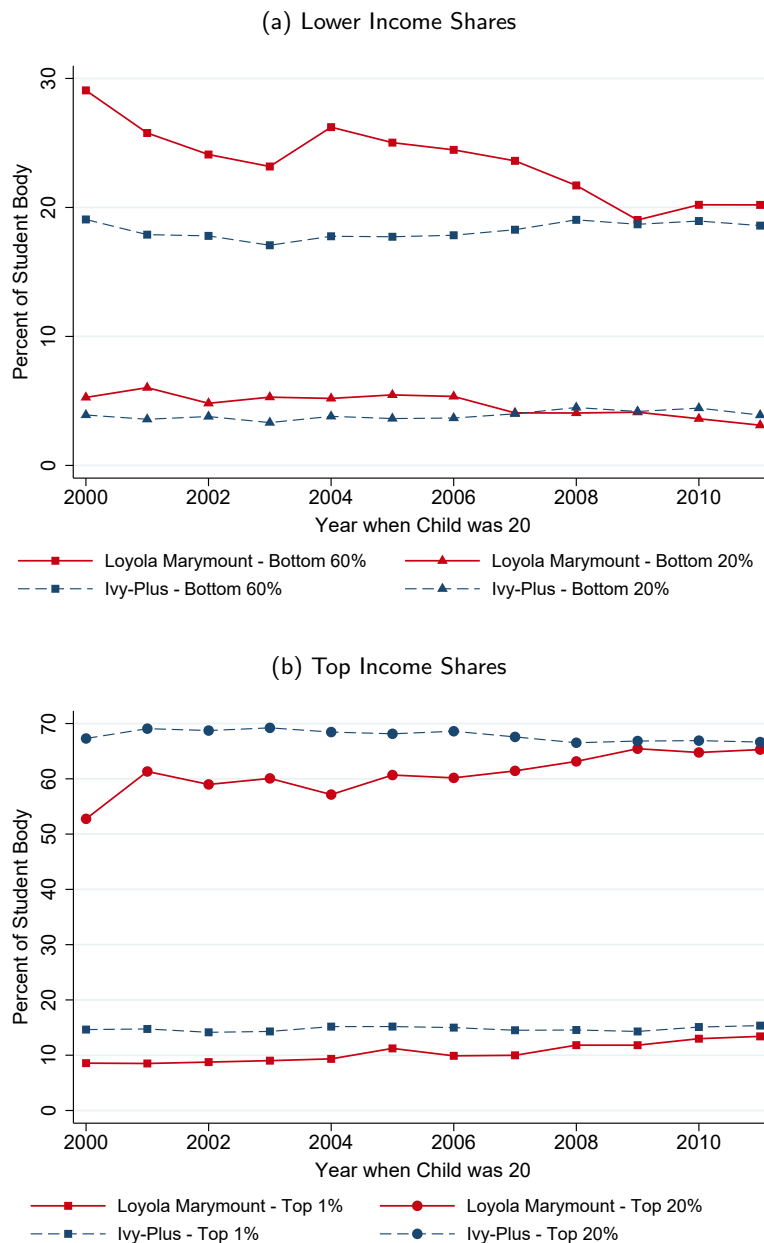 (a) Lower Income Shares
30
20
10
0
Percent of Student Body
2000 2002 2004 2006 2008 2010
Year when Child was 20
Loyola Marymount - Bottom 60% Loyola Marymount - Bottom 20%
Ivy-Plus - Bottom 60% Ivy-Plus - Bottom 20%
(b) Top Income Shares
70
60
50
40
30
20
10
0
Percent of Student Body
2000 2002 2004 2006 2008 2010
Year when Child was 20
Loyola Marymount - Top 1% Loyola Marymount - Top 20%
Ivy-Plus - Top 1% Ivy-Plus - Top 20%